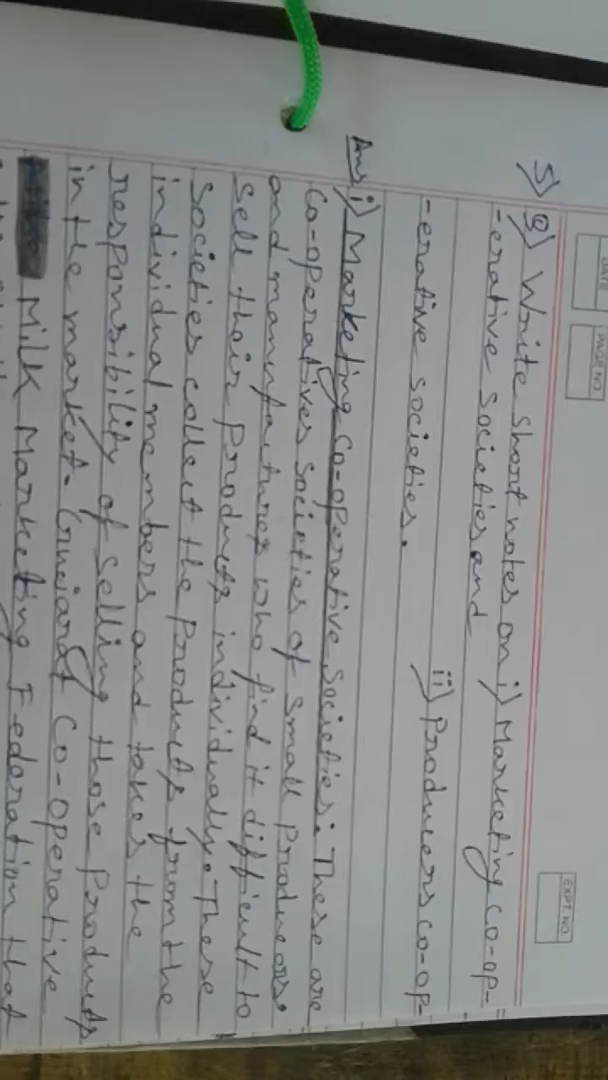 DATE
PAGE NO.
EXPT. NO.
5) Q) Write short notes on i) Marketing co-op-
-erative Societies and
ii) Producers co-op-
-erative societies.
Ans i) Marketing co-operative Societies: These are
co-operatives societies of small producers
and manufactures who find it difficult to
sell their products individually. These
societies collect the products from the
individual members and takes the
responsibility of selling those products
in the market. Gujarat co-operative
Milk Marketing Federation that